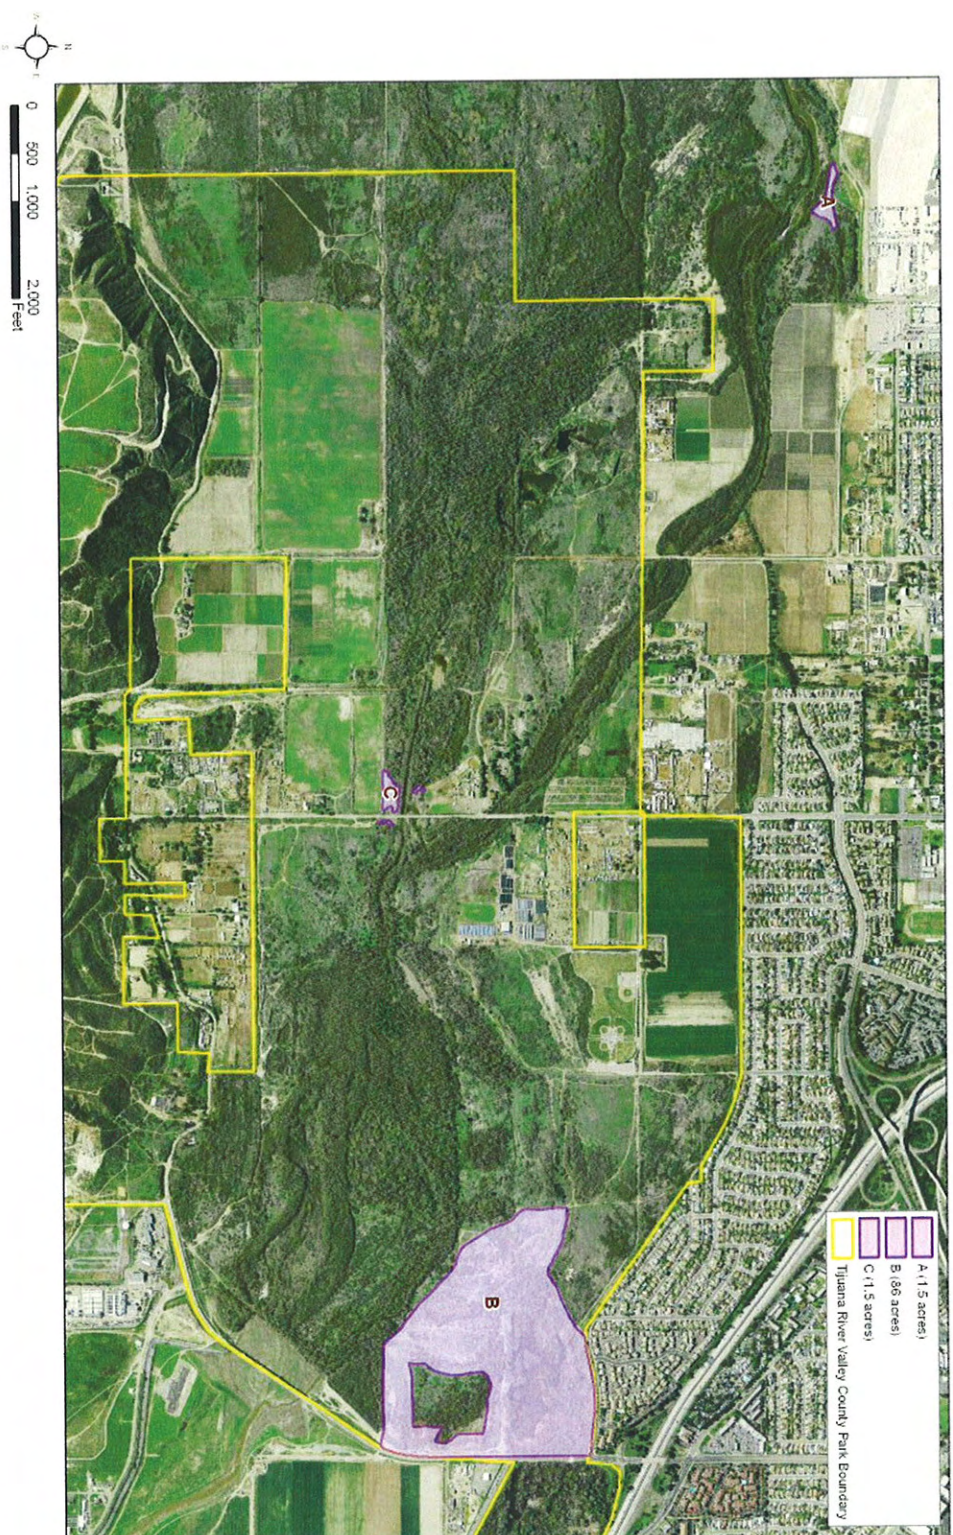 A (1.5 acres)
B (86 acres)
C (1.5 acres)
Tijuana River Valley County Park Boundary
A
B
C
N
0 500 1,000 2,000
Feet